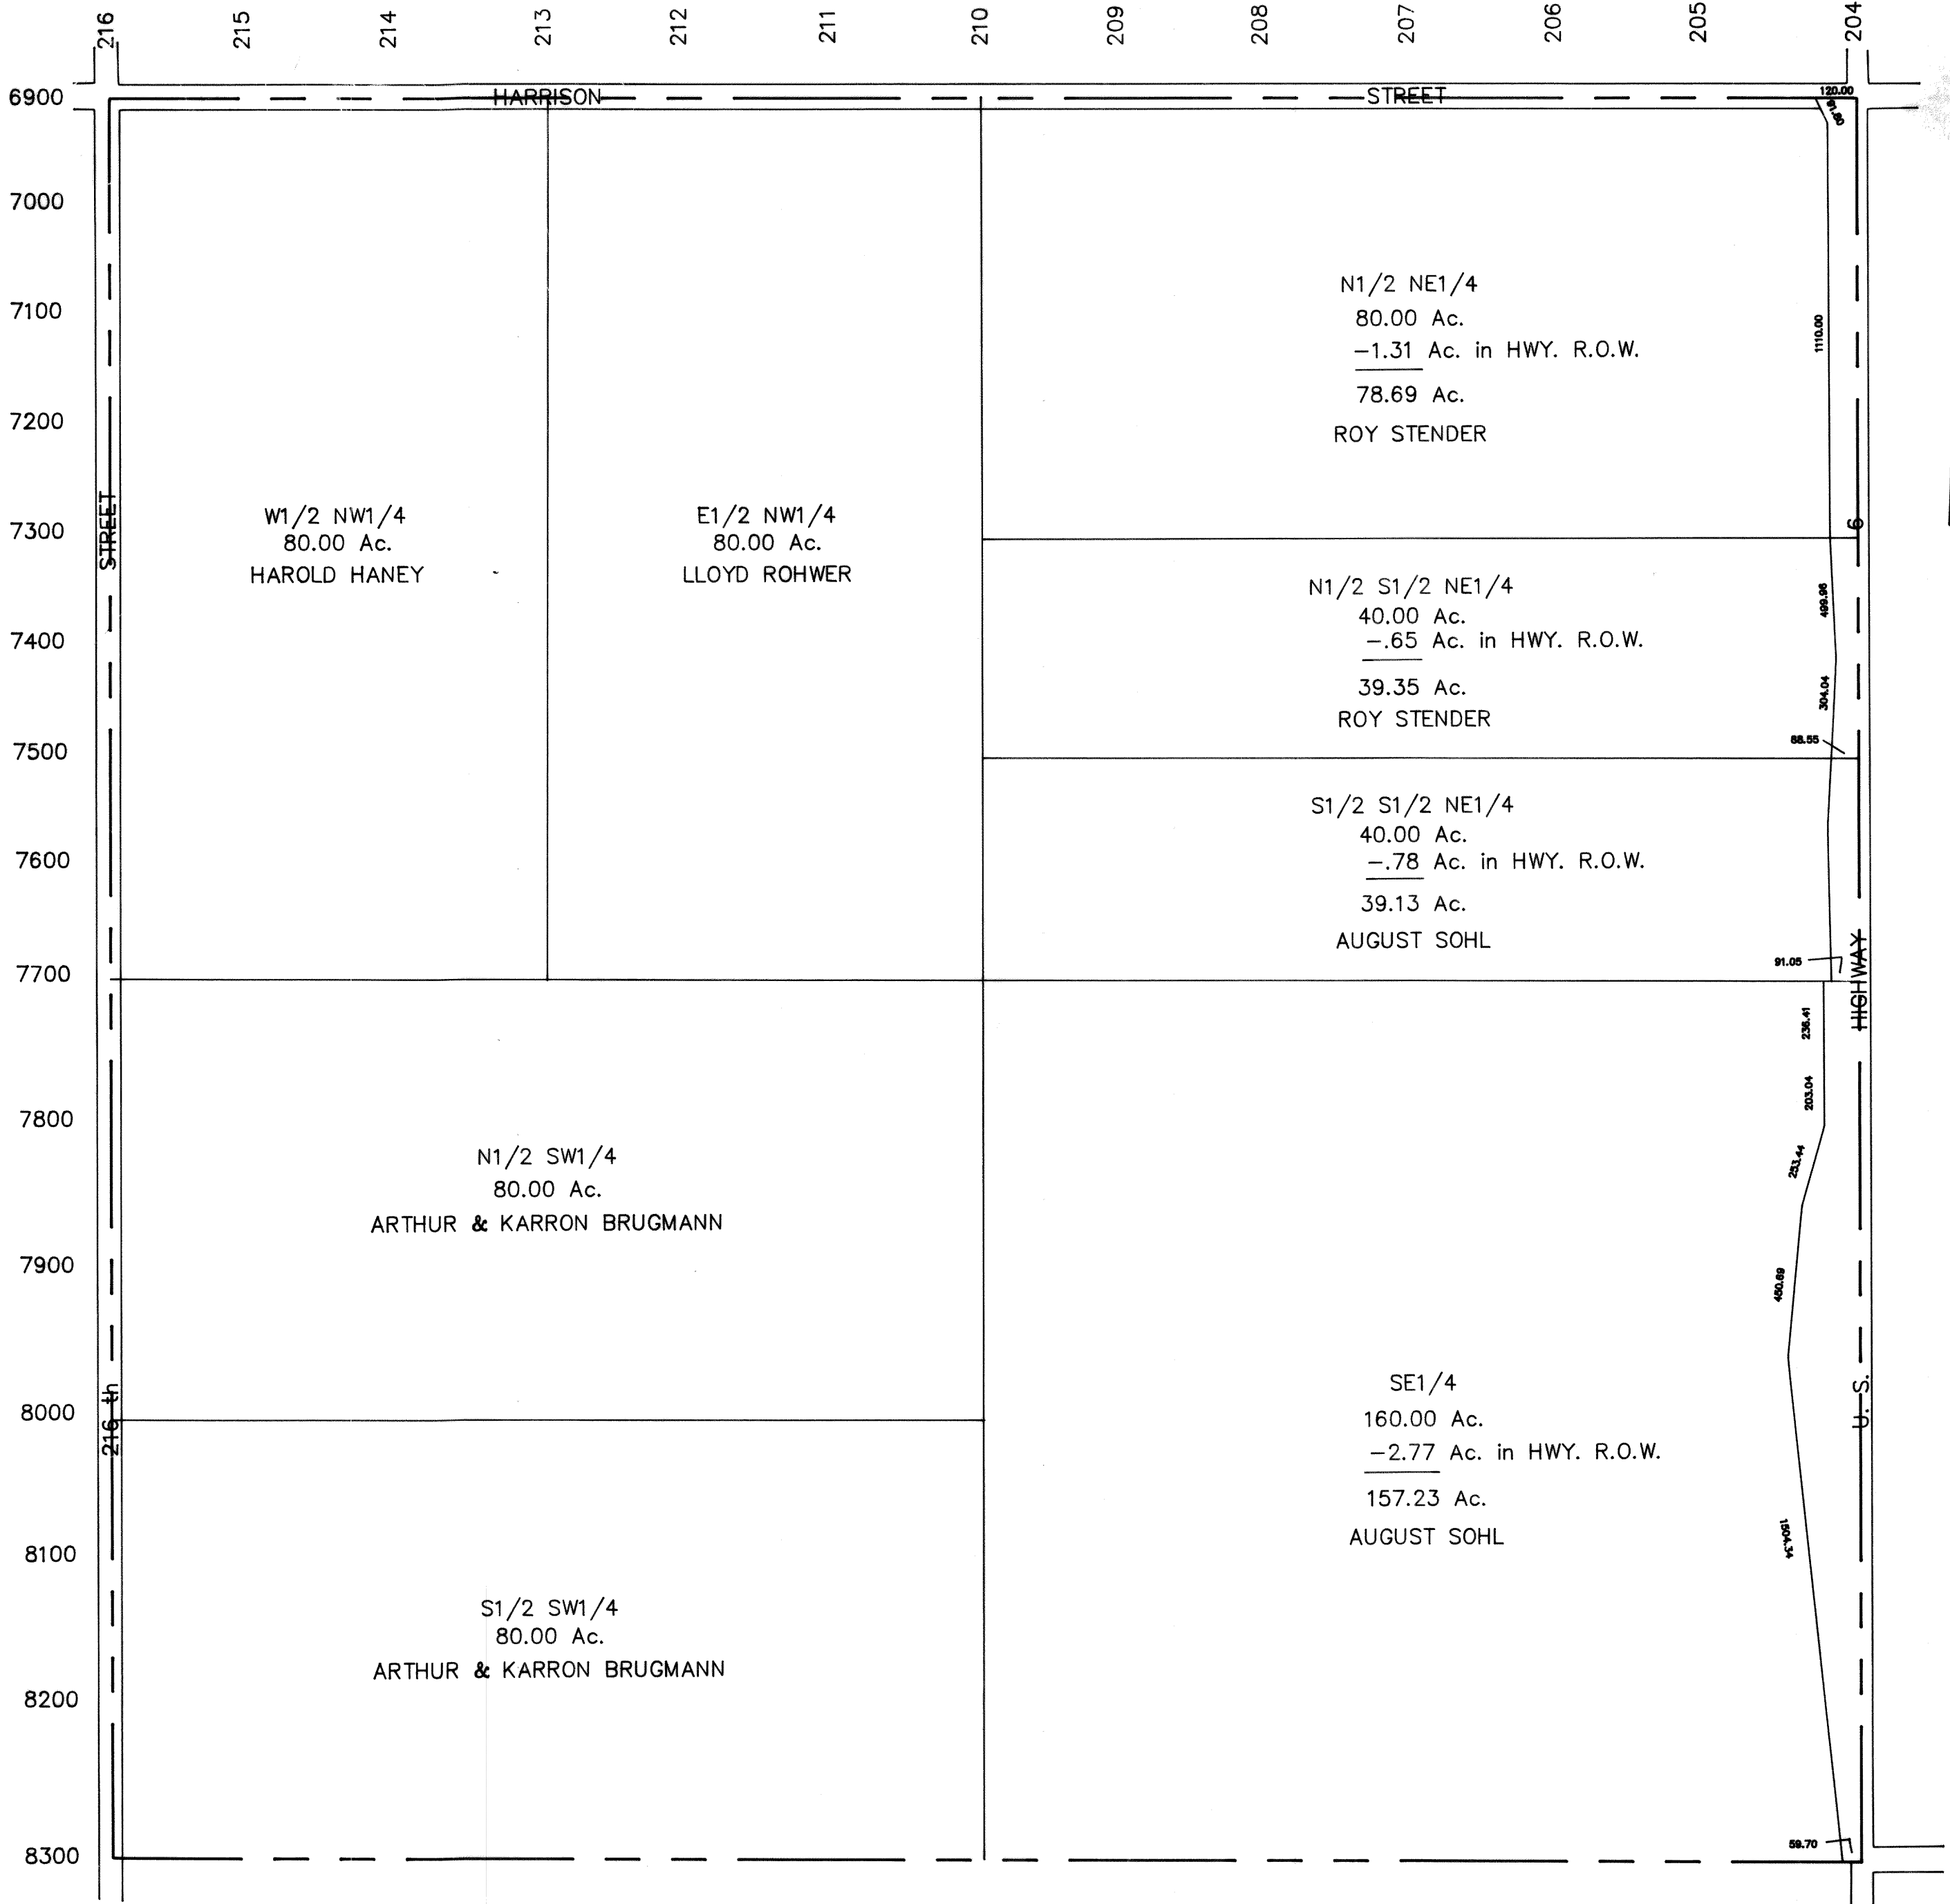 216 215 214 213 212 211 210 209 208 207 206 205 204
6900
HARRISON STREET
120.00
91.80
7000
7100
7200
7300
7400
7500
7600
7700
7800
7900
8000
8100
8200
8300
STREET
216 th
W1/2 NW1/4
80.00 Ac.
HAROLD HANEY
E1/2 NW1/4
80.00 Ac.
LLOYD ROHWER
N1/2 NE1/4
80.00 Ac.
-1.31 Ac. in HWY. R.O.W.
78.69 Ac.
ROY STENDER
N1/2 S1/2 NE1/4
40.00 Ac.
-.65 Ac. in HWY. R.O.W.
39.35 Ac.
ROY STENDER
S1/2 S1/2 NE1/4
40.00 Ac.
-.78 Ac. in HWY. R.O.W.
39.13 Ac.
AUGUST SOHL
N1/2 SW1/4
80.00 Ac.
ARTHUR & KARRON BRUGMANN
S1/2 SW1/4
80.00 Ac.
ARTHUR & KARRON BRUGMANN
SE1/4
160.00 Ac.
-2.77 Ac. in HWY. R.O.W.
157.23 Ac.
AUGUST SOHL
1110.00
499.96
304.04
88.55
91.05
236.41
203.04
253.44
450.69
1504.34
59.70
U. S.
HIGHWAY
6